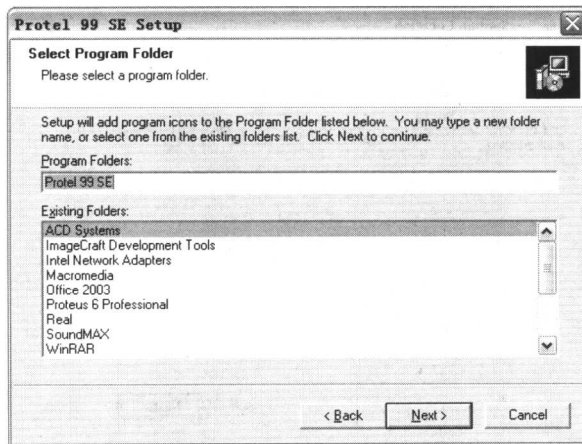 Protel 99 SE Setup
Select Program Folder
Please select a program folder.
Setup will add program icons to the Program Folder listed below. You may type a new folder
name, or select one from the existing folders list. Click Next to continue.
Program Folders:
Protel 99 SE
Existing Folders:
ACD Systems
ImageCraft Development Tools
Intel Network Adapters
Macromedia
Office 2003
Proteus 6 Professional
Real
SoundMAX
WinRAR
< Back Next > Cancel